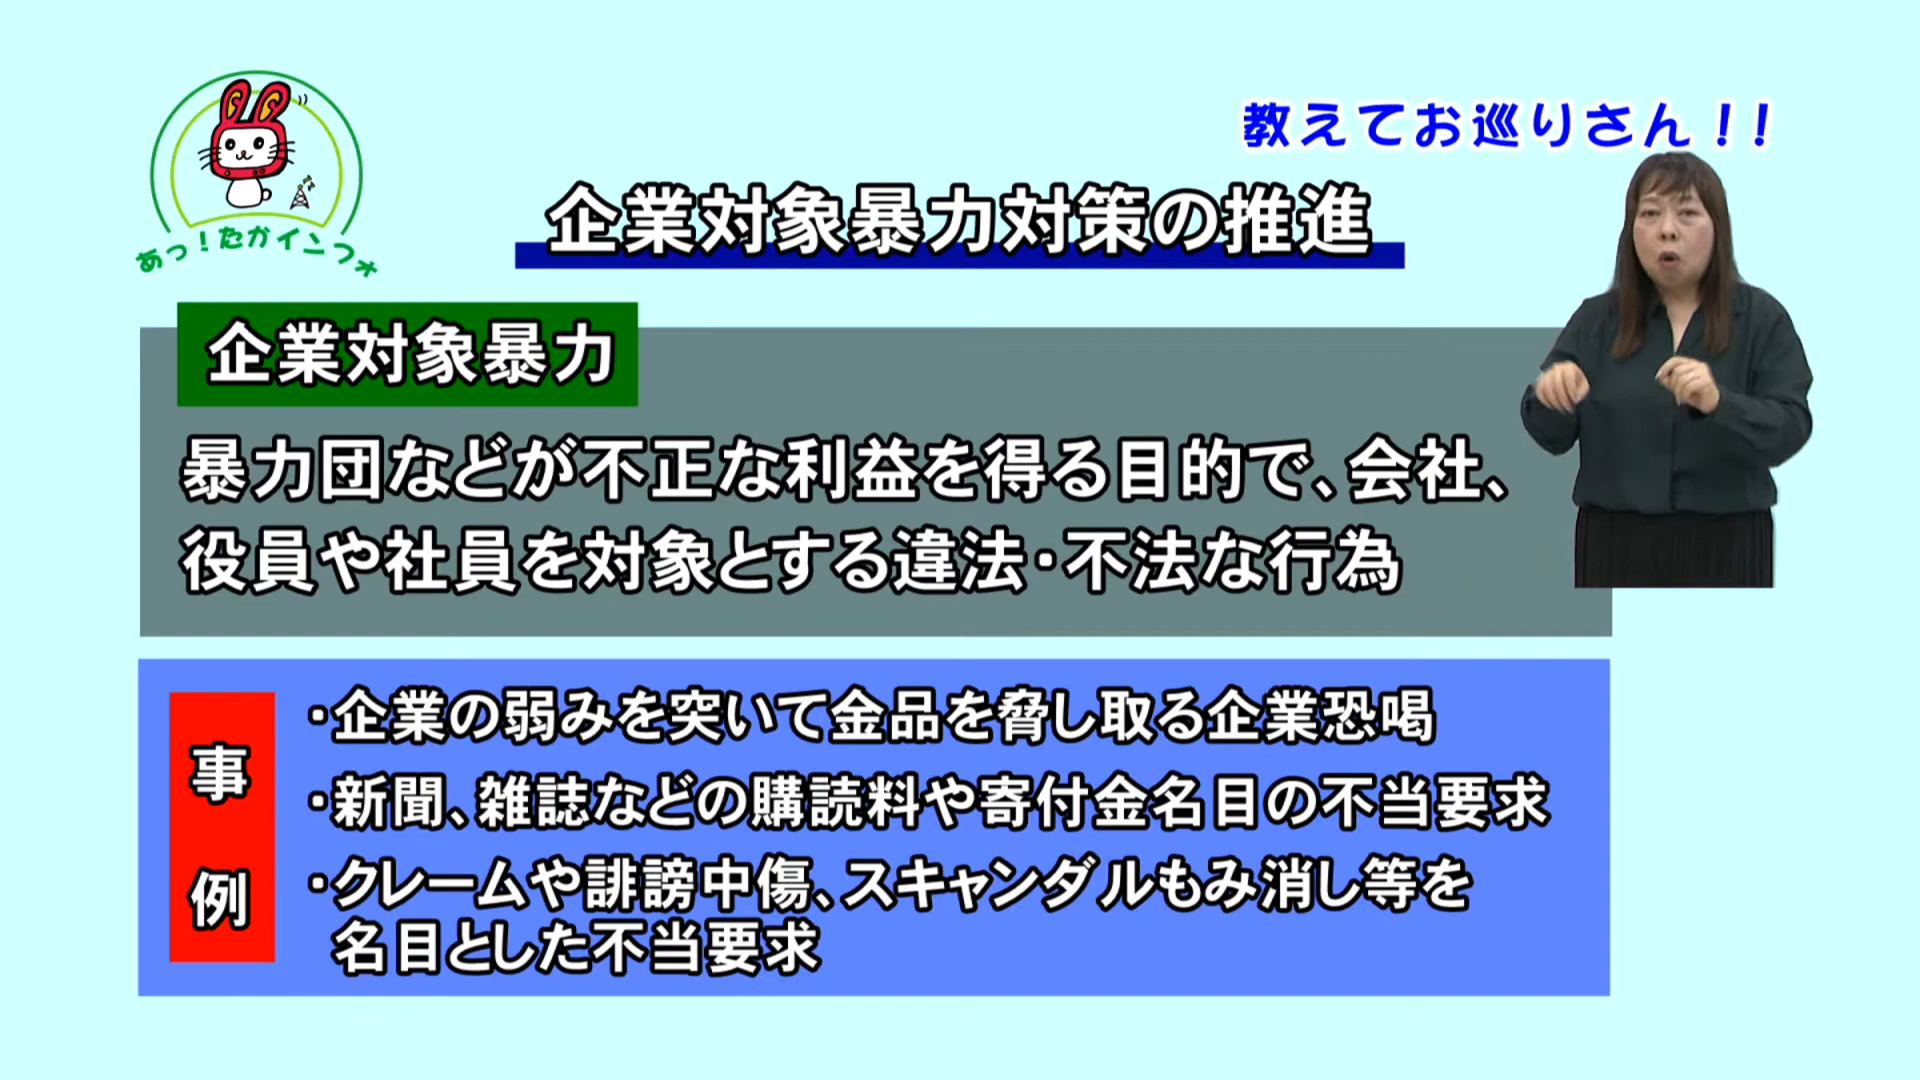 教えてお巡りさん！！
あっ！たかインフォ
企業対象暴力対策の推進
企業対象暴力
暴力団などが不正な利益を得る目的で、会社、
役員や社員を対象とする違法・不法な行為
事例
・企業の弱みを突いて金品を脅し取る企業恐喝
・新聞、雑誌などの購読料や寄付金名目の不当要求
・クレームや誹謗中傷、スキャンダルもみ消し等を
名目とした不当要求